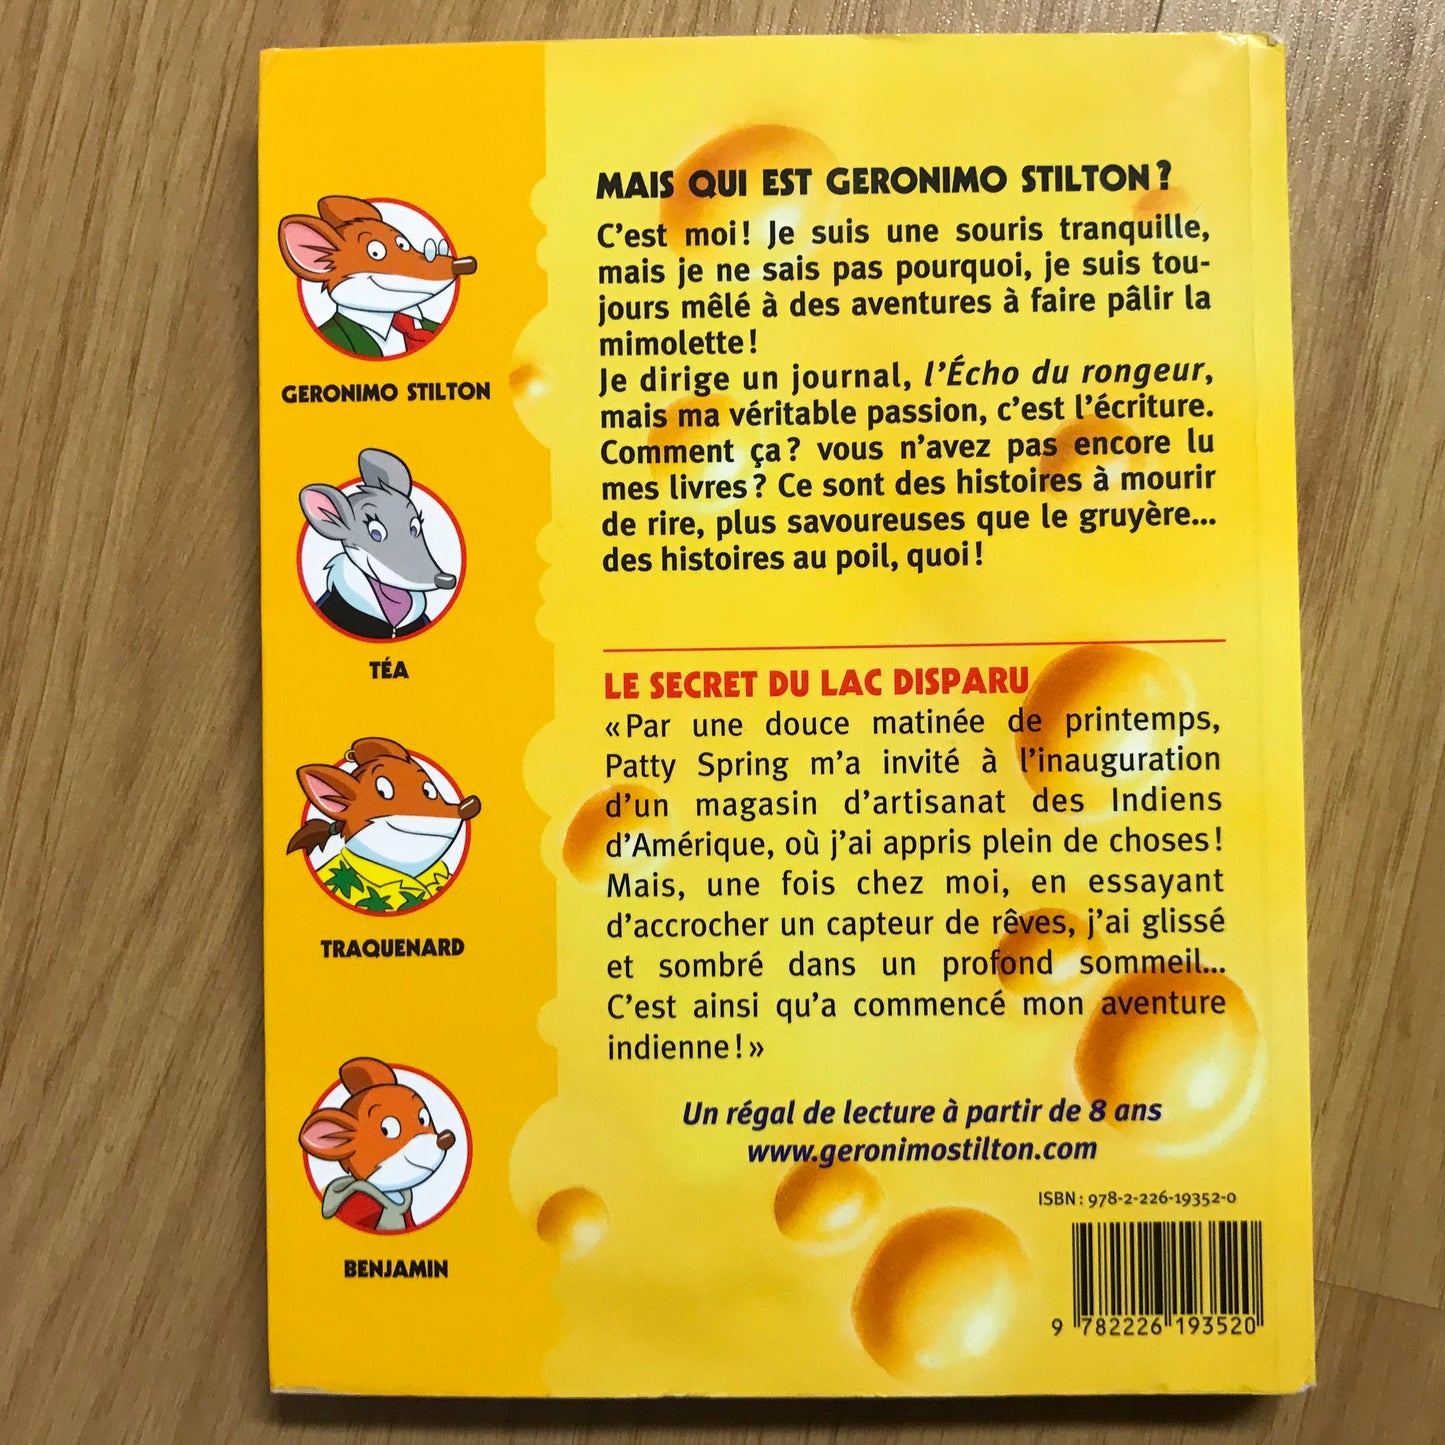 GERONIMO STILTON
TÉA
TRAQUENARD
BENJAMIN
MAIS QUI EST GERONIMO STILTON ?
C'est moi ! Je suis une souris tranquille,
mais je ne sais pas pourquoi, je suis tou-
jours mêlé à des aventures à faire pâlir la
mimolette !
Je dirige un journal, l'Écho du rongeur,
mais ma véritable passion, c'est l'écriture.
Comment ça ? vous n'avez pas encore lu
mes livres ? Ce sont des histoires à mourir
de rire, plus savoureuses que le gruyère...
des histoires au poil, quoi !
LE SECRET DU LAC DISPARU
« Par une douce matinée de printemps,
Patty Spring m'a invité à l'inauguration
d'un magasin d'artisanat des Indiens
d'Amérique, où j'ai appris plein de choses !
Mais, une fois chez moi, en essayant
d'accrocher un capteur de rêves, j'ai glissé
et sombré dans un profond sommeil...
C'est ainsi qu'a commencé mon aventure
indienne ! »
Un régal de lecture à partir de 8 ans
www.geronimostilton.com
ISBN : 978-2-226-19352-0
9 782226 193520